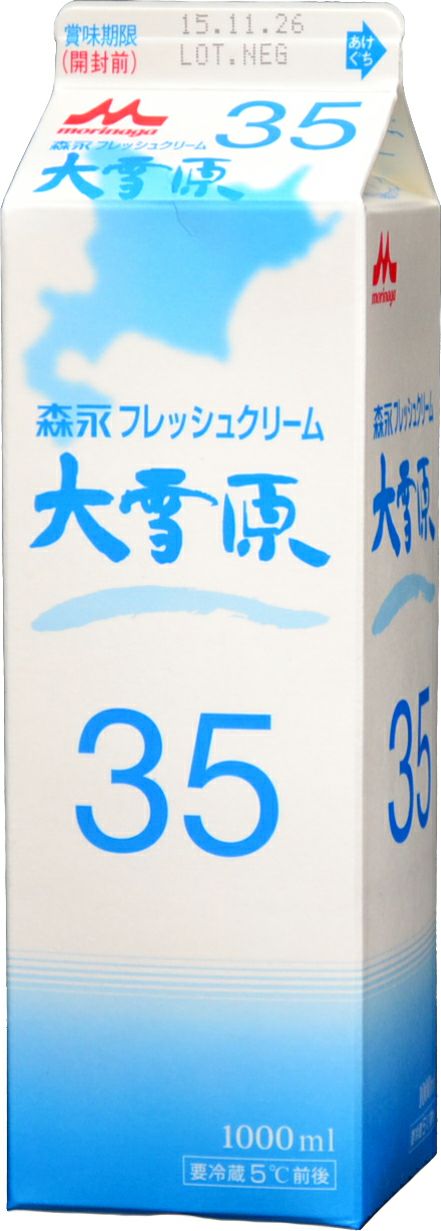 賞味期限
(開封前)
15.11.26
LOT.NEG
あけ
ぐち
morinaga
森永フレッシュクリーム
35
大雪原
morinaga
森永フレッシュクリーム
大雪原
35
森永フレッシュクリーム
大雪原
35
1000ml
要冷蔵5℃前後